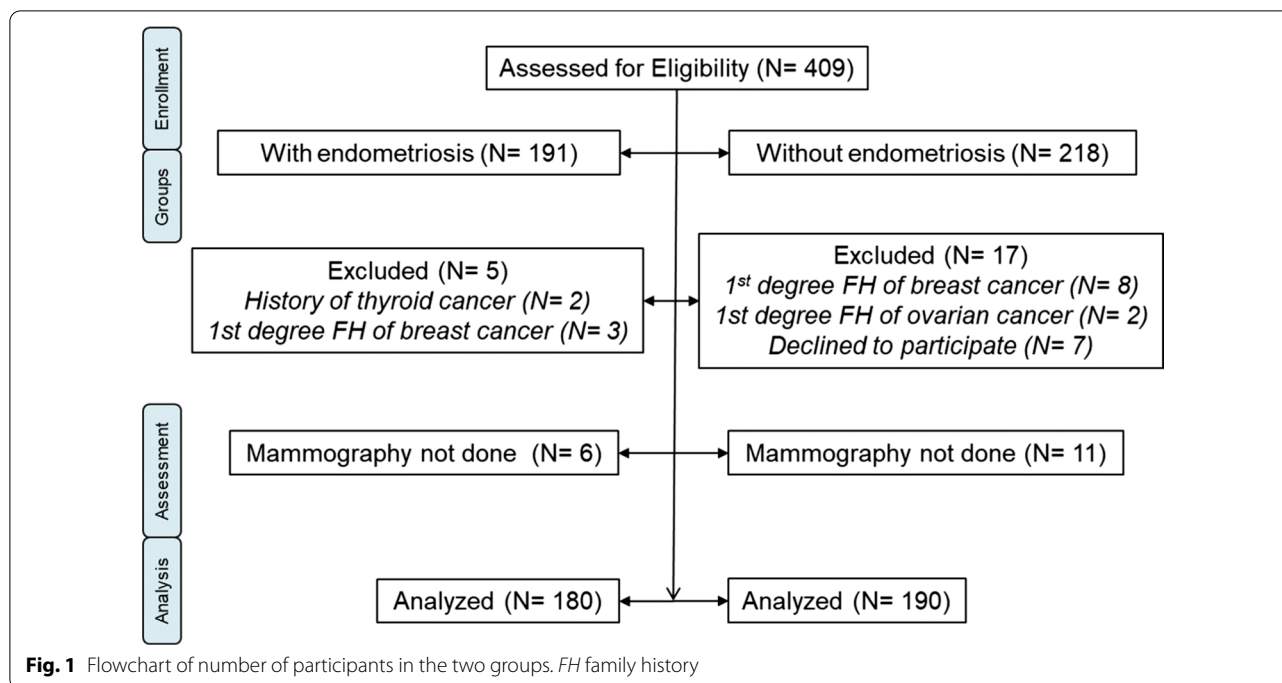 Enrollment
Assessed for Eligibility (N= 409)
With endometriosis (N= 191)
Without endometriosis (N= 218)
Groups
Excluded (N= 5)
History of thyroid cancer (N= 2)
1st degree FH of breast cancer (N= 3)
Excluded (N= 17)
1st degree FH of breast cancer (N= 8)
1st degree FH of ovarian cancer (N= 2)
Declined to participate (N= 7)
Assessment
Mammography not done (N= 6)
Mammography not done (N= 11)
Analysis
Analyzed (N= 180)
Analyzed (N= 190)
Fig. 1 Flowchart of number of participants in the two groups. FH family history